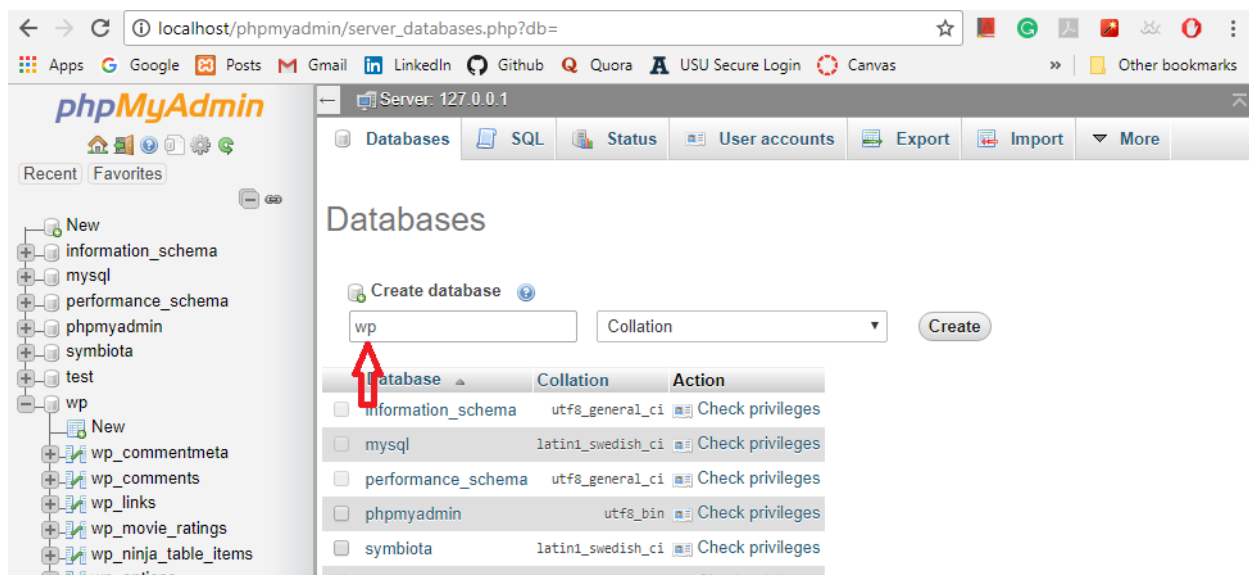 localhost/phpmyadmin/server_databases.php?db=
Apps Google Posts Gmail LinkedIn Github Quora USU Secure Login Canvas » Other bookmarks
phpMyAdmin
Recent Favorites
New
information_schema
mysql
performance_schema
phpmyadmin
symbiota
test
wp
New
wp_commentmeta
wp_comments
wp_links
wp_movie_ratings
wp_ninja_table_items
Server: 127.0.0.1
Databases SQL Status User accounts Export Import More
Databases
Create database
wp Collation Create
Database Collation Action
information_schema utf8_general_ci Check privileges
mysql latin1_swedish_ci Check privileges
performance_schema utf8_general_ci Check privileges
phpmyadmin utf8_bin Check privileges
symbiota latin1_swedish_ci Check privileges